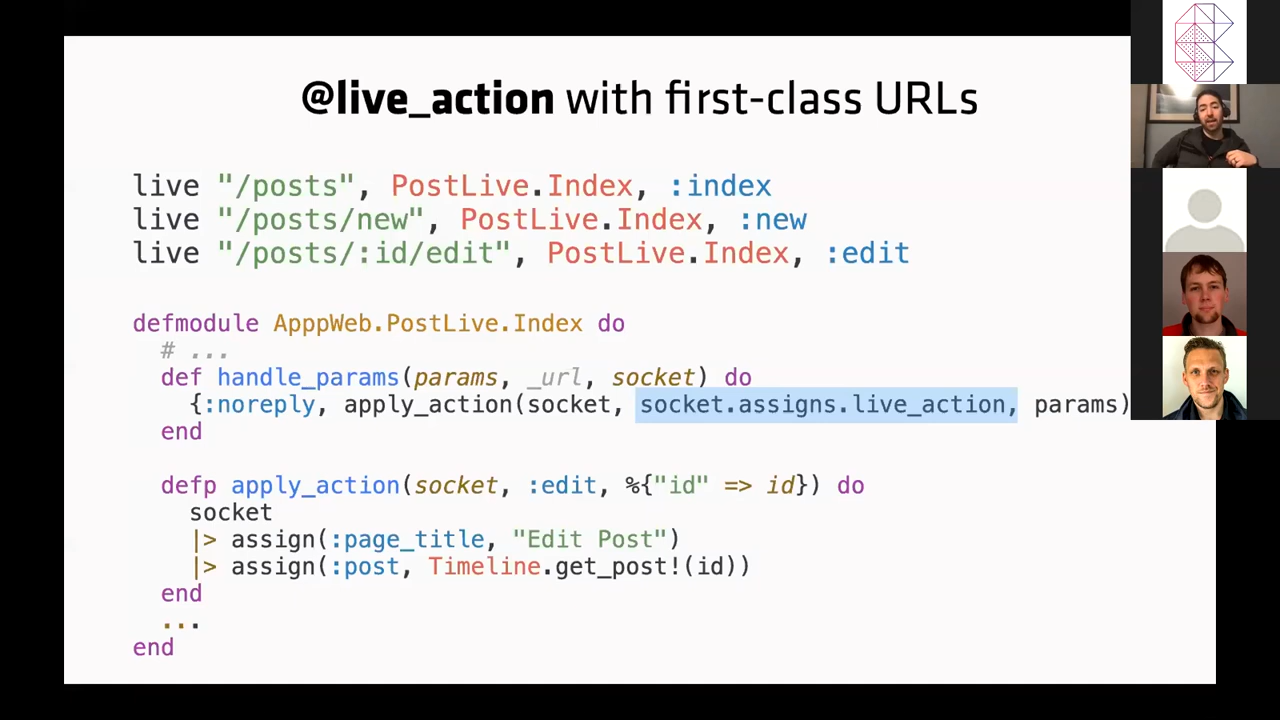 @live_action with first-class URLs
live "/posts", PostLive.Index, :index
live "/posts/new", PostLive.Index, :new
live "/posts/:id/edit", PostLive.Index, :edit
defmodule ApppWeb.PostLive.Index do
# ...
def handle_params(params, _url, socket) do
{:noreply, apply_action(socket, socket.assigns.live_action, params)
end
defp apply_action(socket, :edit, %{"id" => id}) do
socket
|> assign(:page_title, "Edit Post")
|> assign(:post, Timeline.get_post!(id))
end
...
end